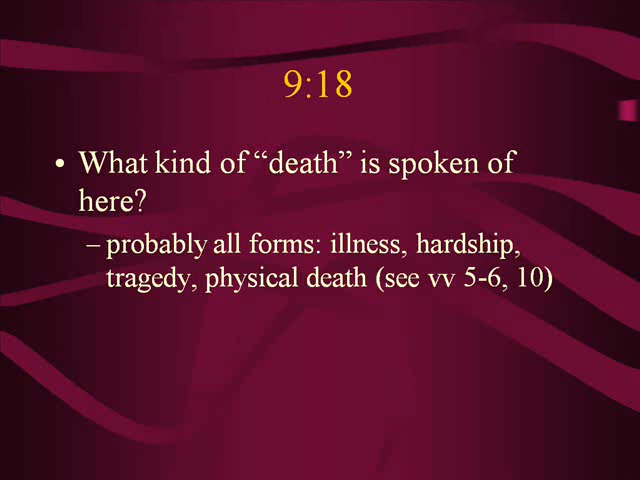 9:18
• What kind of “death” is spoken of
here?
– probably all forms: illness, hardship,
tragedy, physical death (see vv 5-6, 10)